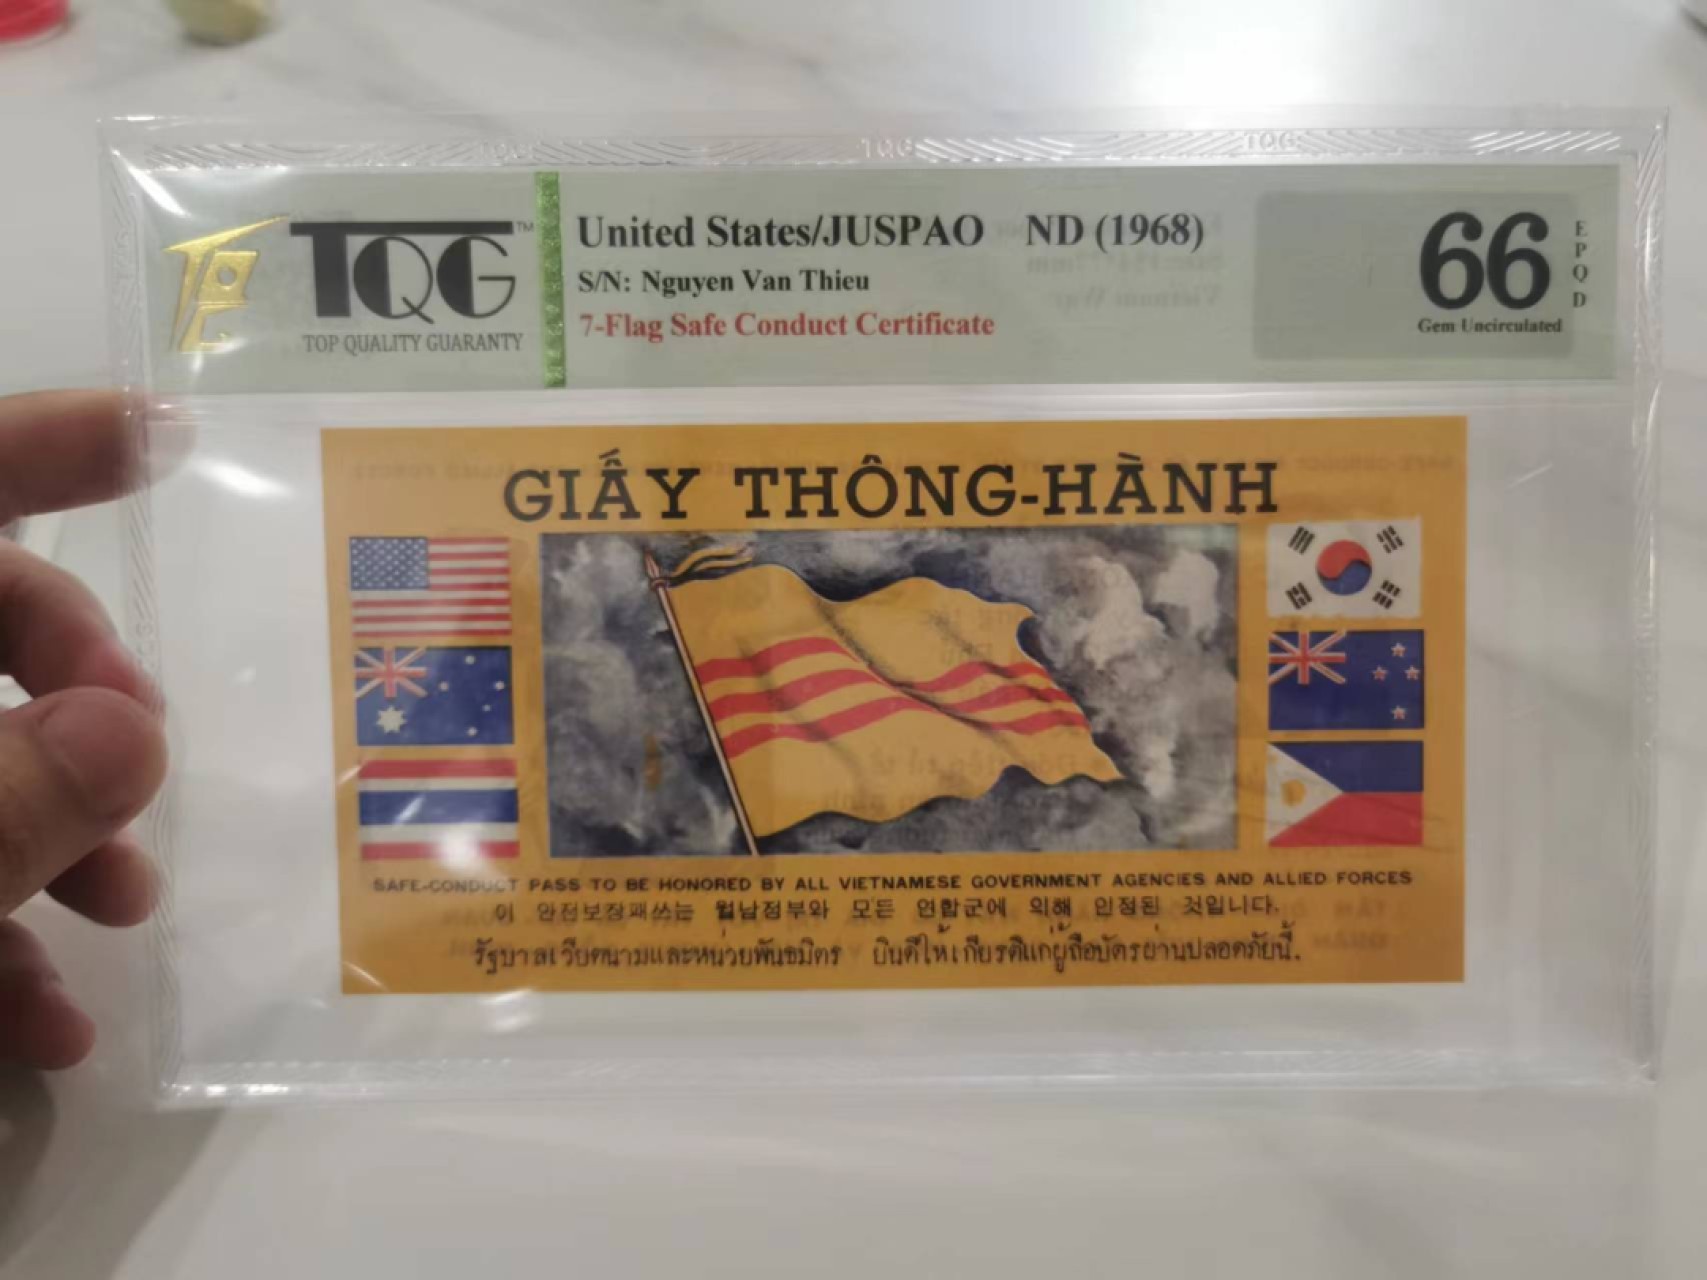 TQG TQG TQG
TQG™
TOP QUALITY GUARANTY
United States/JUSPAO ND (1968)
S/N: Nguyen Van Thieu
7-Flag Safe Conduct Certificate
66
EPQD
Gem Uncirculated
GIẤY THÔNG-HÀNH
SAFE-CONDUCT PASS TO BE HONORED BY ALL VIETNAMESE GOVERNMENT AGENCIES AND ALLIED FORCES
이 안전보장패쓰는 월남정부와 모든 연합군에 의해 인정된 것입니다.
รัฐบาลเวียตนามและหน่วยพันธมิตร ยินดีให้เกียรติแก่ผู้ถือบัตรผ่านปลอดภัยนี้.